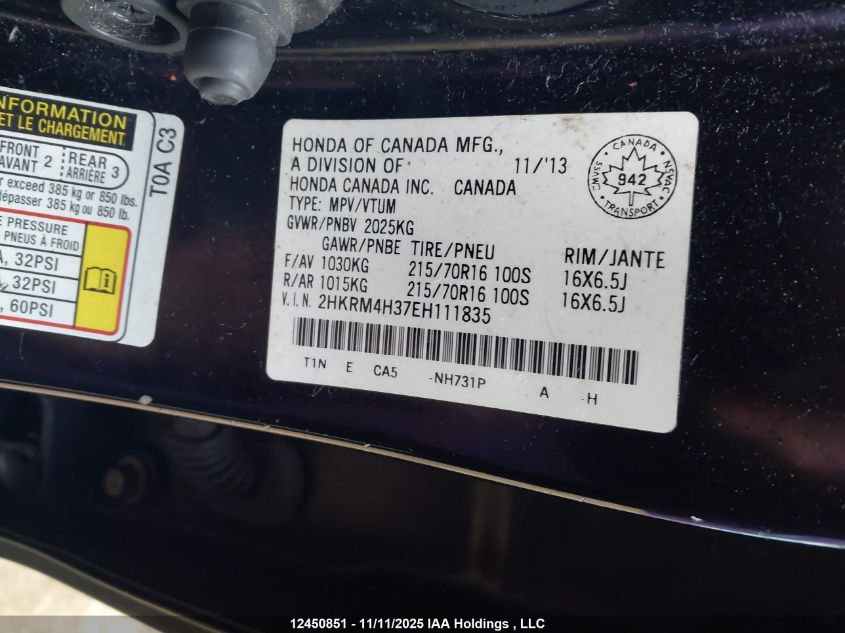 INFORMATION
ET LE CHARGEMENT
FRONT
AVANT 2
REAR
ARRIÈRE 3
exceed 385 kg or 850 lbs.
dépasser 385 kg ou 850 lb.
PRESSURE
PNEUS À FROID
32PSI
32PSI
60PSI
T0A C3
HONDA OF CANADA MFG.,
A DIVISION OF 11/'13
HONDA CANADA INC. CANADA
TYPE: MPV/VTUM
GVWR/PNBV 2025KG
GAWR/PNBE TIRE/PNEU RIM/JANTE
F/AV 1030KG 215/70R16 100S 16X6.5J
R/AR 1015KG 215/70R16 100S 16X6.5J
V.I.N. 2HKRM4H37EH111835
T1N E CA5 -NH731P A -H
CANADA
SSMVC
942
NSVAC
TRANSPORT
12450851 - 11/11/2025 IAA Holdings , LLC